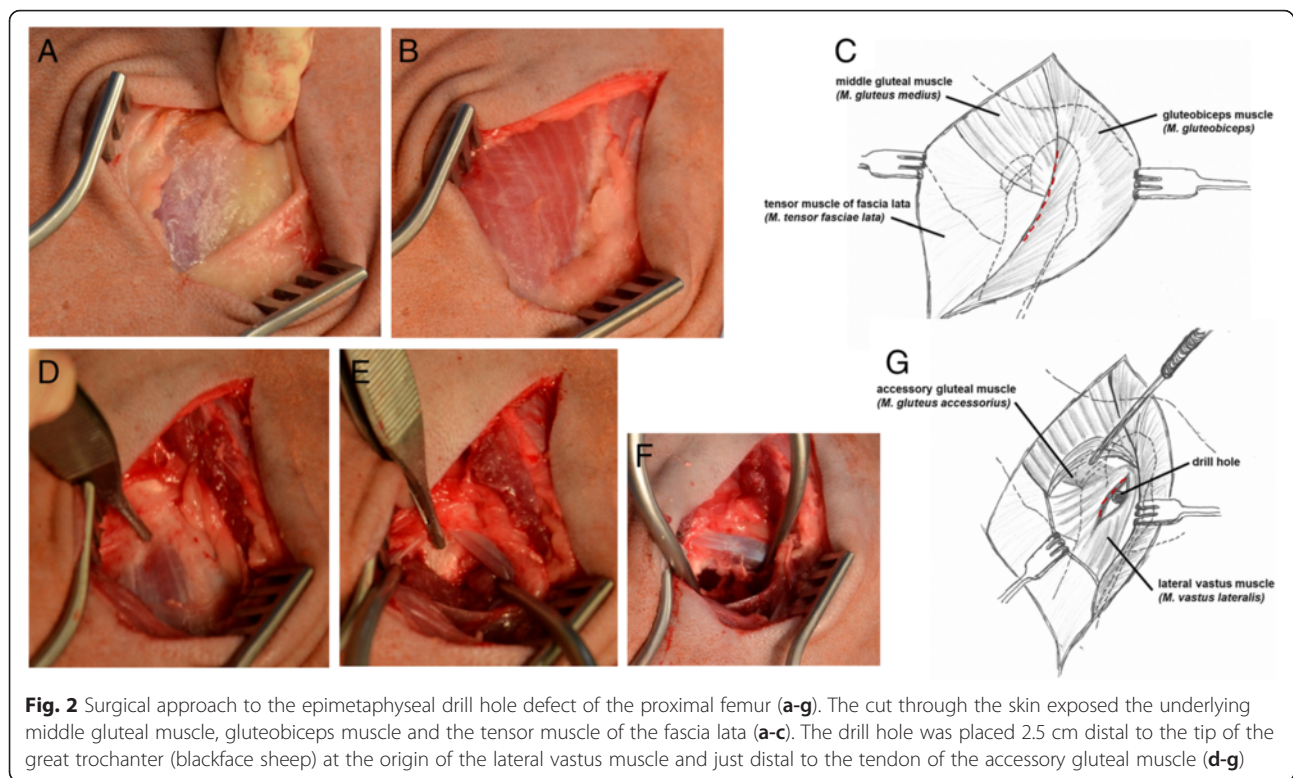 A
B
C
middle gluteal muscle
(M. gluteus medius)
gluteobiceps muscle
(M. gluteobiceps)
tensor muscle of fascia lata
(M. tensor fasciae lata)
D
E
F
G
accessory gluteal muscle
(M. gluteus accessorius)
drill hole
lateral vastus muscle
(M. vastus lateralis)
Fig. 2 Surgical approach to the epimetaphyseal drill hole defect of the proximal femur (a-g). The cut through the skin exposed the underlying
middle gluteal muscle, gluteobiceps muscle and the tensor muscle of the fascia lata (a-c). The drill hole was placed 2.5 cm distal to the tip of the
great trochanter (blackface sheep) at the origin of the lateral vastus muscle and just distal to the tendon of the accessory gluteal muscle (d-g)